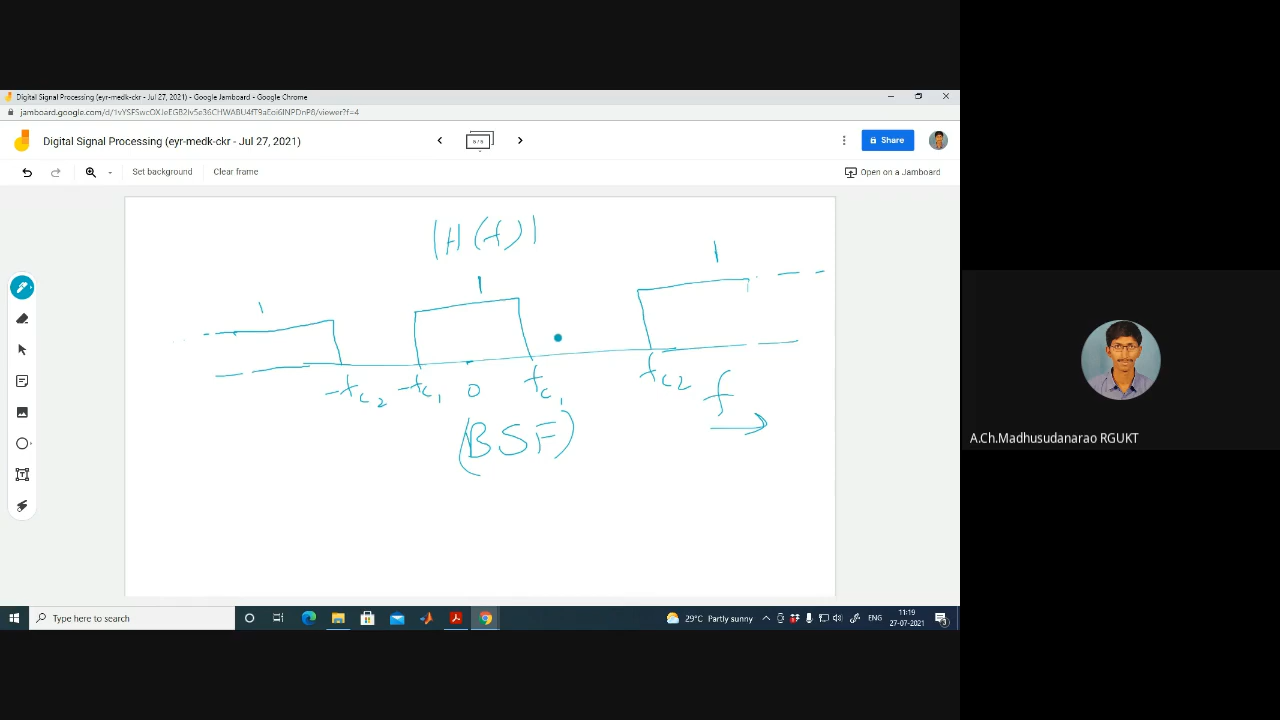 Digital Signal Processing (eyr-medk-ckr - Jul 27, 2021) - Google Jamboard - Google Chrome
Digital Signal Processing (eyr-medk-ckr - Jul 27, 2021)
Share
Set background
Clear frame
Open on a Jamboard
|H(f)|
1 1 1
-fc2 -fc1 0 fc1 fc2
f
(BSF)
A.Ch.Madhusudanarao RGUKT
Type here to search
29°C Partly sunny
ENG
11:19
27-07-2021
3